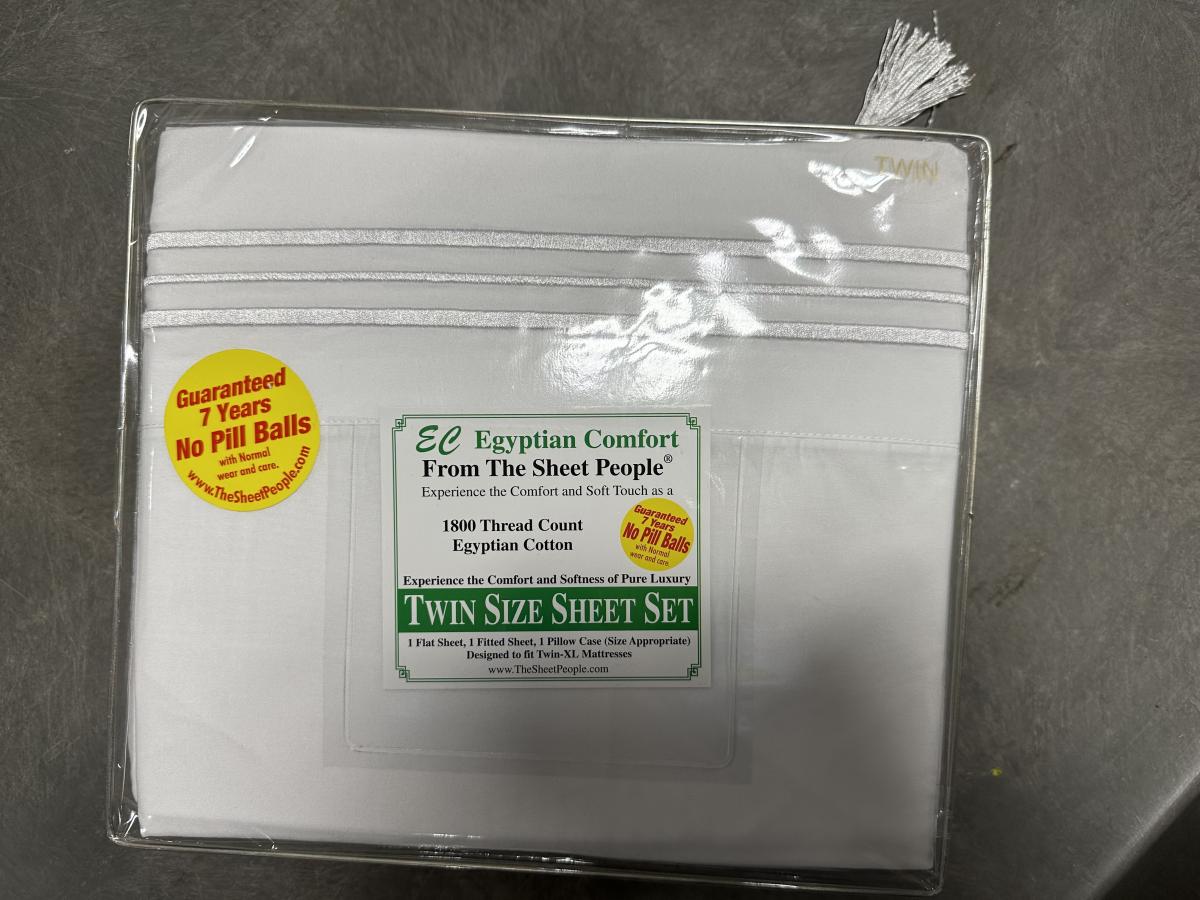 TWIN
Guaranteed
7 Years
No Pill Balls
with Normal
wear and care.
www.TheSheetPeople.com
EC Egyptian Comfort
From The Sheet People®
Experience the Comfort and Soft Touch as a
1800 Thread Count
Egyptian Cotton
Guaranteed
7 Years
No Pill Balls
with Normal
wear and care.
Experience the Comfort and Softness of Pure Luxury
TWIN SIZE SHEET SET
1 Flat Sheet, 1 Fitted Sheet, 1 Pillow Case (Size Appropriate)
Designed to fit Twin-XL Mattresses
www.TheSheetPeople.com